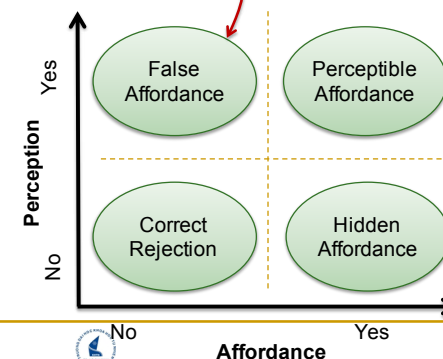 Yes
False
Affordance
Perceptible
Affordance
Perception
No
Correct
Rejection
Hidden
Affordance
No
Yes
Affordance